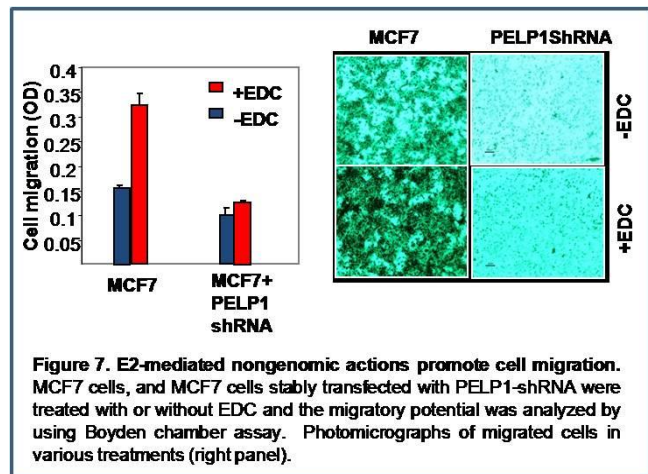 MCF7 PELP1ShRNA
0.4
0.35
0.3
0.25
0.2
0.15
0.1
0.05
Cell migration (OD)
+EDC
-EDC
MCF7
MCF7+
PELP1
shRNA
-EDC
+EDC
Figure 7. E2-mediated nongenomic actions promote cell migration.
MCF7 cells, and MCF7 cells stably transfected with PELP1-shRNA were
treated with or without EDC and the migratory potential was analyzed by
using Boyden chamber assay. Photomicrographs of migrated cells in
various treatments (right panel).